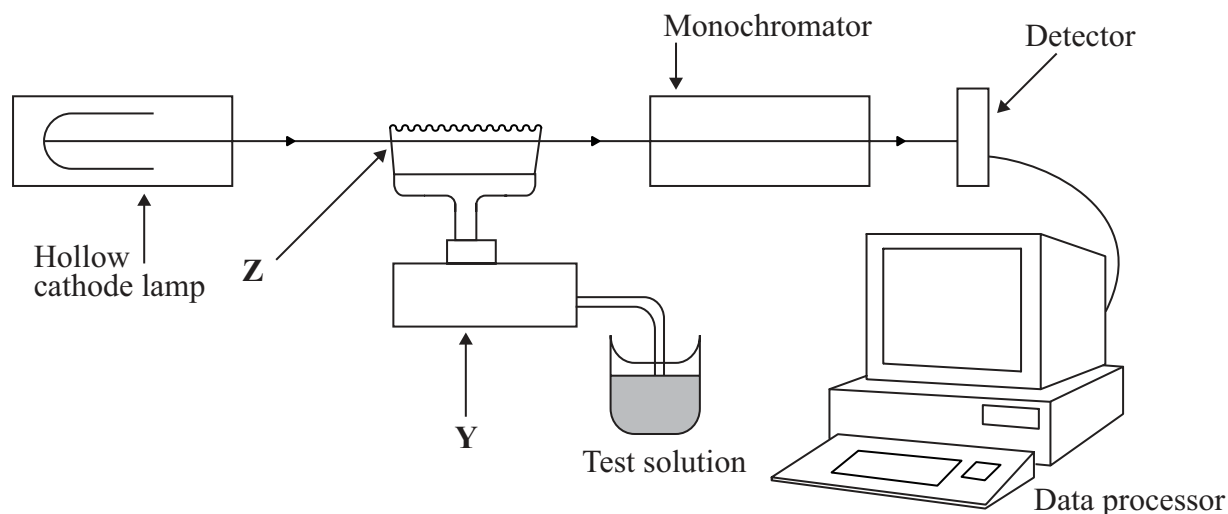 Monochromator
Detector
Hollow
cathode lamp
Z
Y
Test solution
Data processor